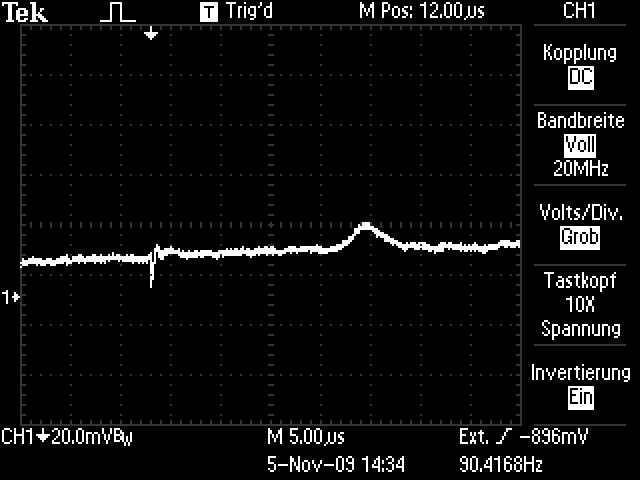 Tek T Trig'd M Pos: 12.00µs CH1
Kopplung
DC
Bandbreite
Voll
20MHz
Volts/Div.
Grob
1
Tastkopf
10X
Spannung
Invertierung
Ein
CH1 20.0mVBW M 5.00µs Ext. -896mV
5-Nov-09 14:34 90.4168Hz